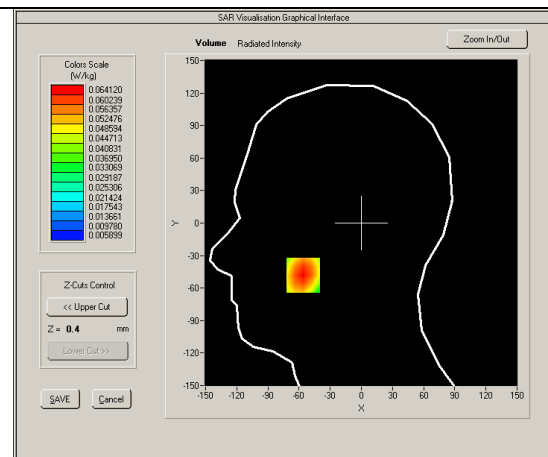 SAR Visualisation Graphical Interface
Volume Radiated Intensity
Zoom In/Out
Colors Scale
(W/kg)
0.064120
0.060239
0.056357
0.052476
0.048594
0.044713
0.040831
0.036950
0.033069
0.029187
0.025306
0.021424
0.017543
0.013661
0.009780
0.005899
Z-Cuts Control
<< Upper Cut
Z = 0.4 mm
Lower Cut >>
SAVE
Cancel
150
120
90
60
30
0
-30
-60
-90
-120
-150
Y
-150 -120 -90 -60 -30 0 30 60 90 120 150
X